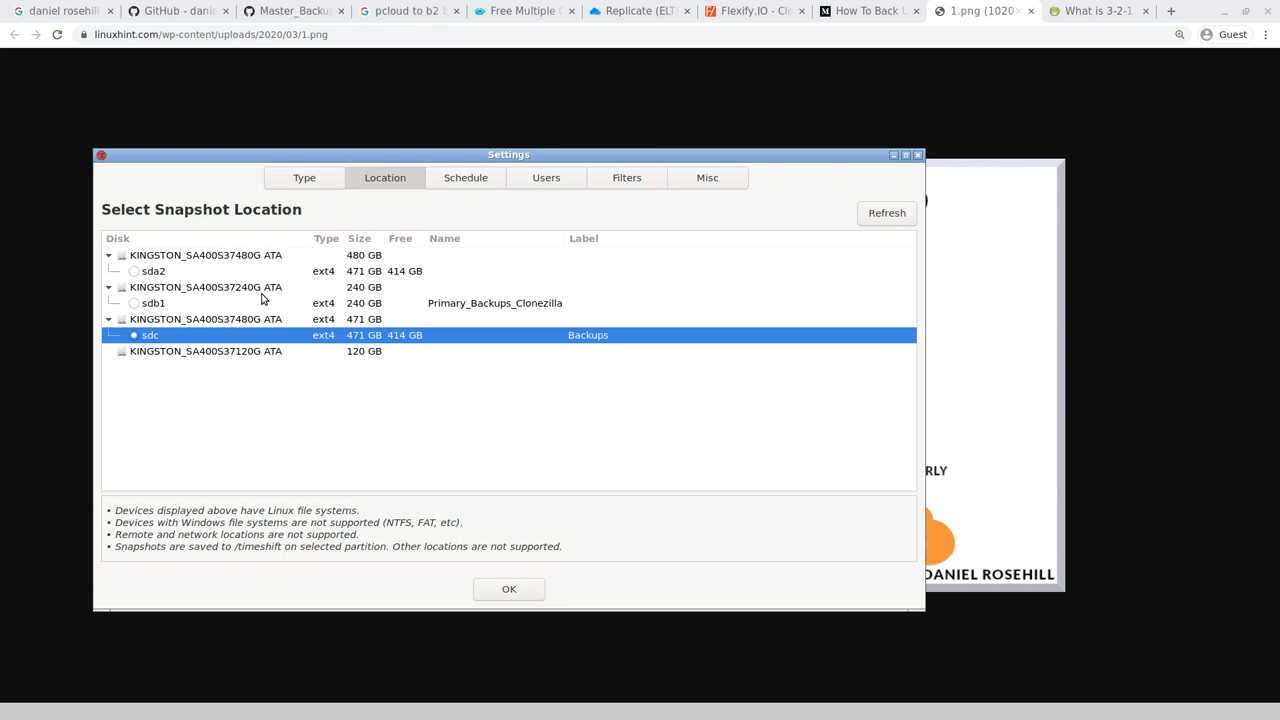 daniel rosehill
GitHub - danie
Master_Backu
pcloud to b2 b
Free Multiple C
Replicate (ELT
Flexify.IO - Clo
How To Back U
1.png (1020×
What is 3-2-1
linuxhint.com/wp-content/uploads/2020/03/1.png
Guest
Settings
Type Location Schedule Users Filters Misc
Select Snapshot Location
Refresh
Disk Type Size Free Name Label
KINGSTON_SA400S37480G ATA 480 GB
sda2 ext4 471 GB 414 GB
KINGSTON_SA400S37240G ATA 240 GB
sdb1 ext4 240 GB Primary_Backups_Clonezilla
KINGSTON_SA400S37480G ATA ext4 471 GB
sdc ext4 471 GB 414 GB Backups
KINGSTON_SA400S37120G ATA 120 GB
• Devices displayed above have Linux file systems.
• Devices with Windows file systems are not supported (NTFS, FAT, etc).
• Remote and network locations are not supported.
• Snapshots are saved to /timeshift on selected partition. Other locations are not supported.
OK
RLY
DANIEL ROSEHILL